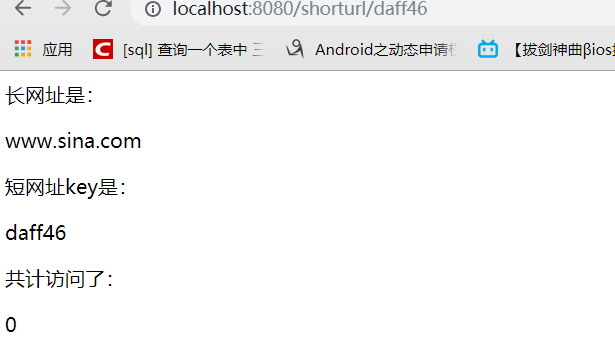 localhost:8080/shorturl/daff46
应用 [sql] 查询一个表中 Android之动态申请 【拔剑神曲βios
长网址是：
www.sina.com
短网址key是：
daff46
共计访问了：
0